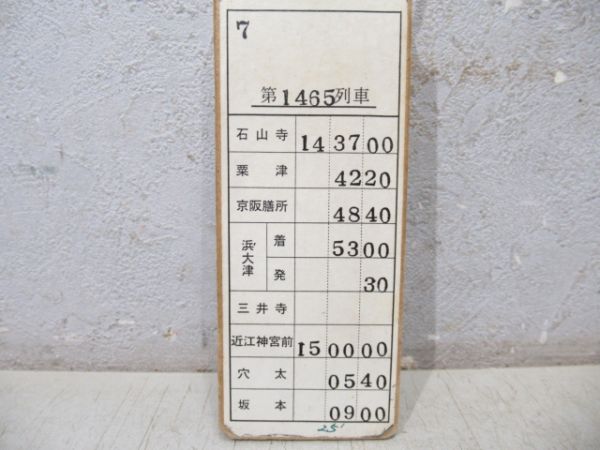 7
第1465列車
石山寺 14 37 00
粟津 42 20
京阪膳所 48 40
浜大津 着 53 00
発 30
三井寺
近江神宮前 15 00 00
穴太 05 40
坂本 09 00
25'